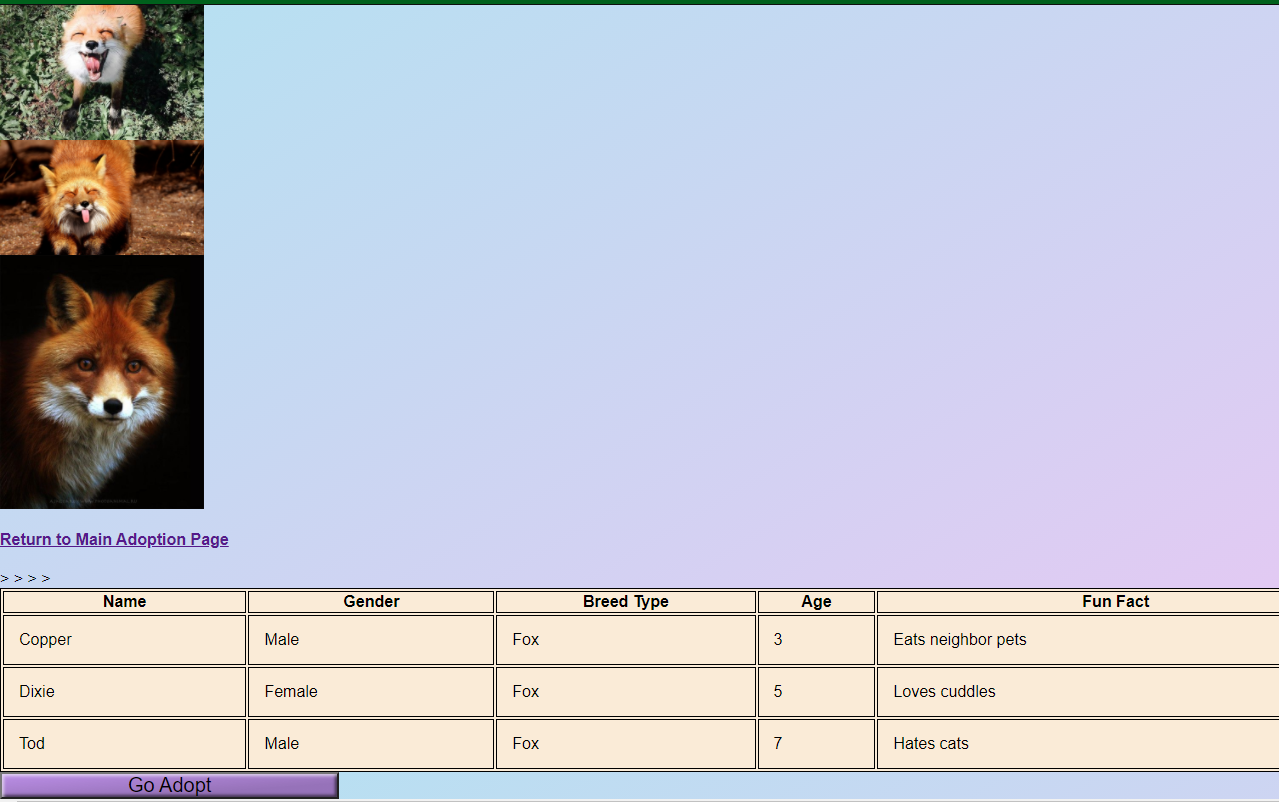 Return to Main Adoption Page
> > > >
Name Gender Breed Type Age Fun Fact
Copper Male Fox 3 Eats neighbor pets
Dixie Female Fox 5 Loves cuddles
Tod Male Fox 7 Hates cats
Go Adopt